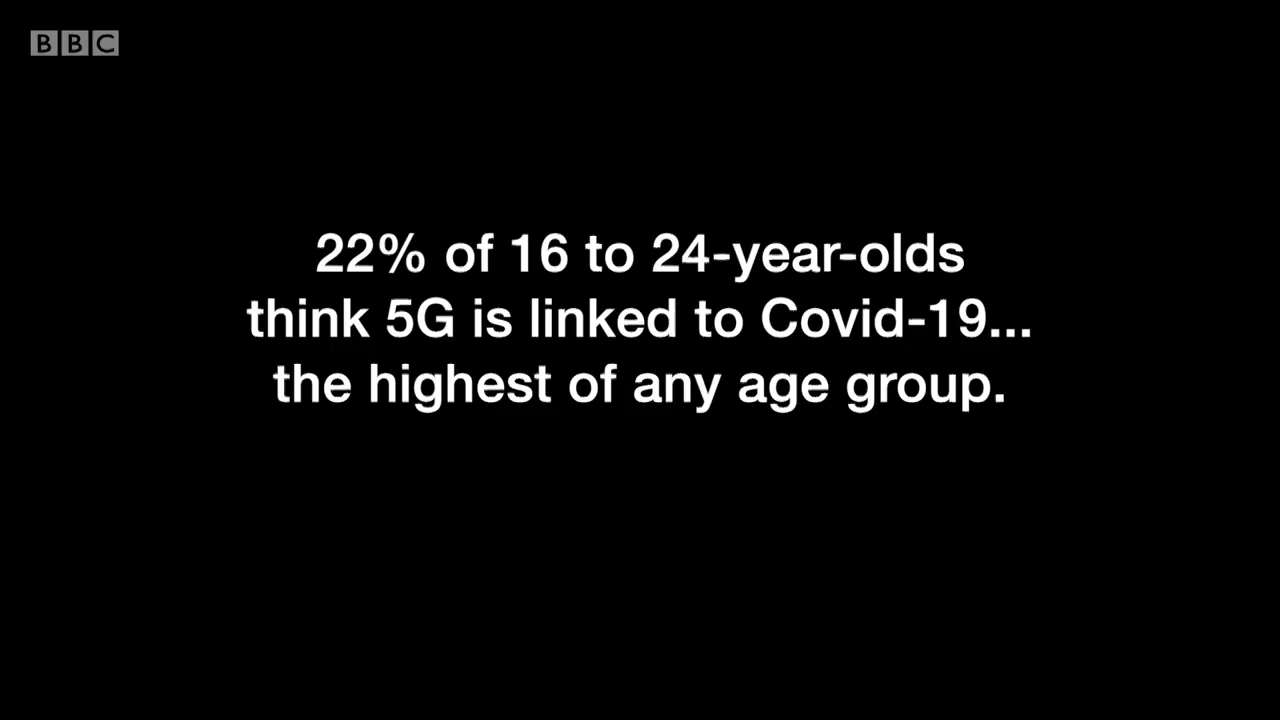 BBC
22% of 16 to 24-year-olds
think 5G is linked to Covid-19...
the highest of any age group.